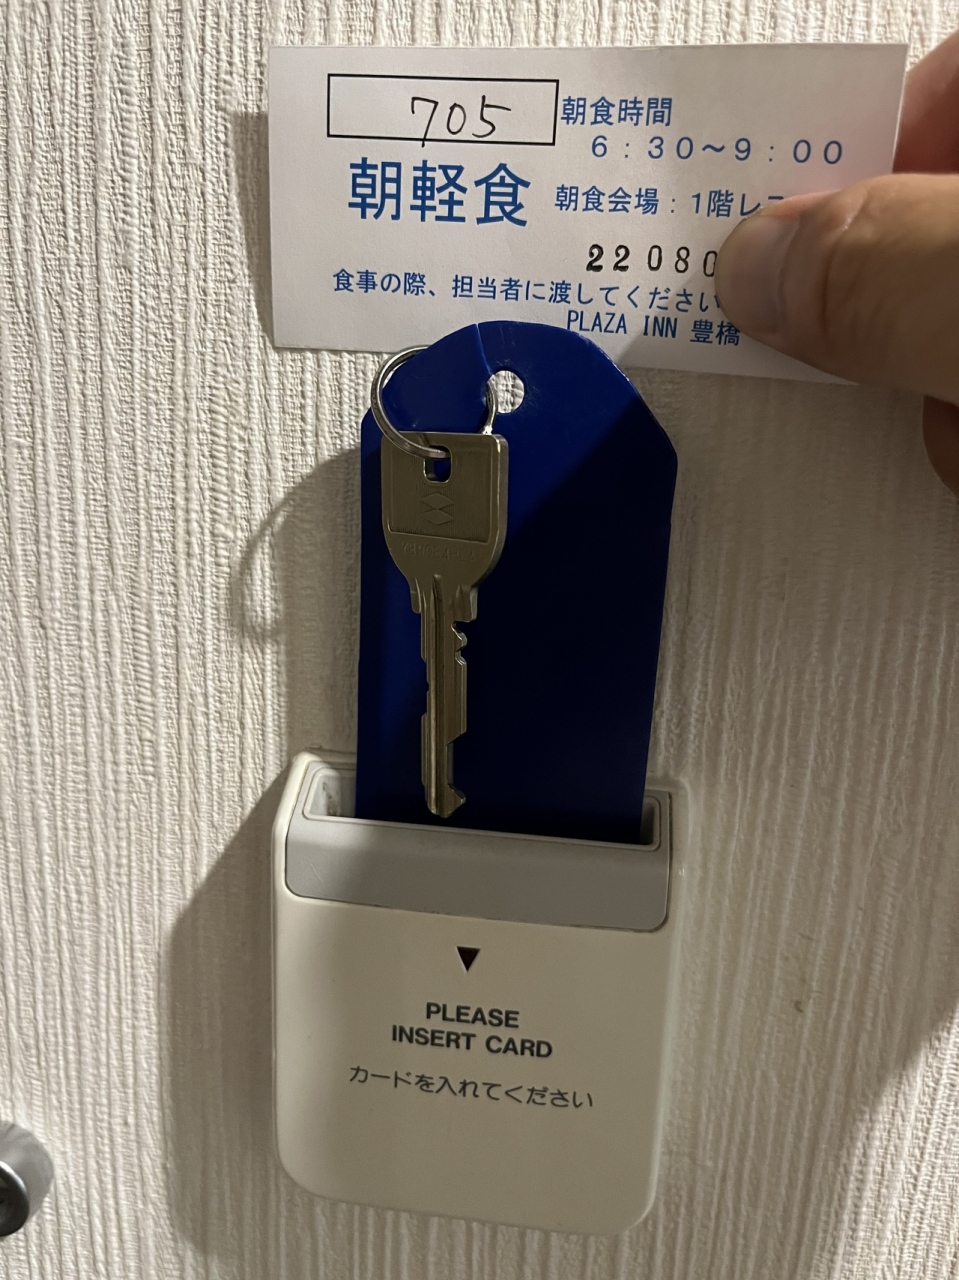 705
朝食時間
6:30～9:00
朝軽食
朝食会場:1階レス
22080
食事の際、担当者に渡してください
PLAZA INN 豊橋
PLEASE
INSERT CARD
カードを入れてください